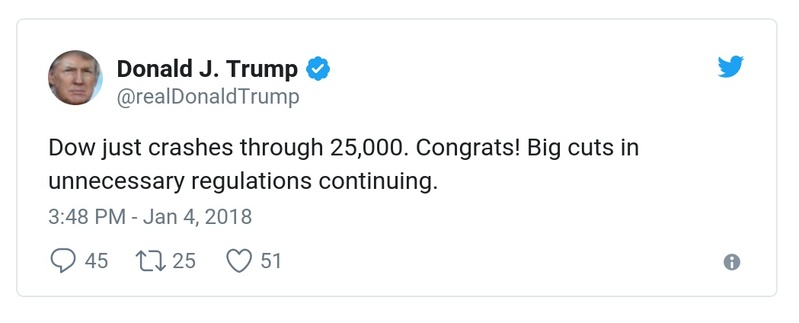 Donald J. Trump
@realDonaldTrump
Dow just crashes through 25,000. Congrats! Big cuts in
unnecessary regulations continuing.
3:48 PM - Jan 4, 2018
45 25 51